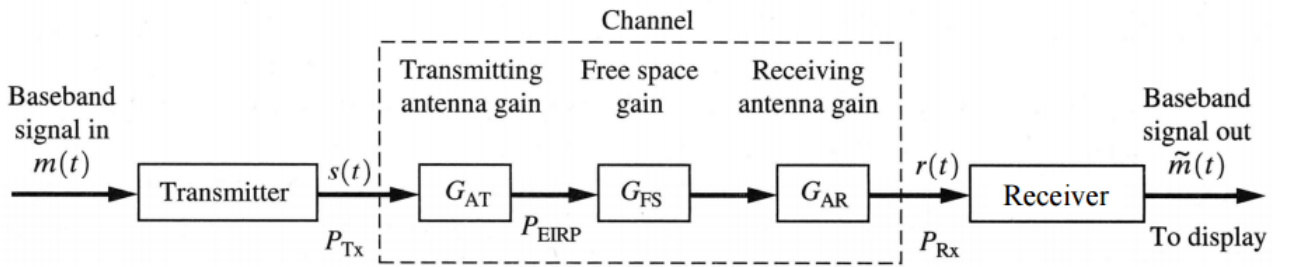 Channel
Transmitting
antenna gain
Free space
gain
Receiving
antenna gain
Baseband
signal in
m(t)
Transmitter
s(t)
P_Tx
G_AT
P_EIRP
G_FS
G_AR
r(t)
P_Rx
Receiver
Baseband
signal out
m̃(t)
To display